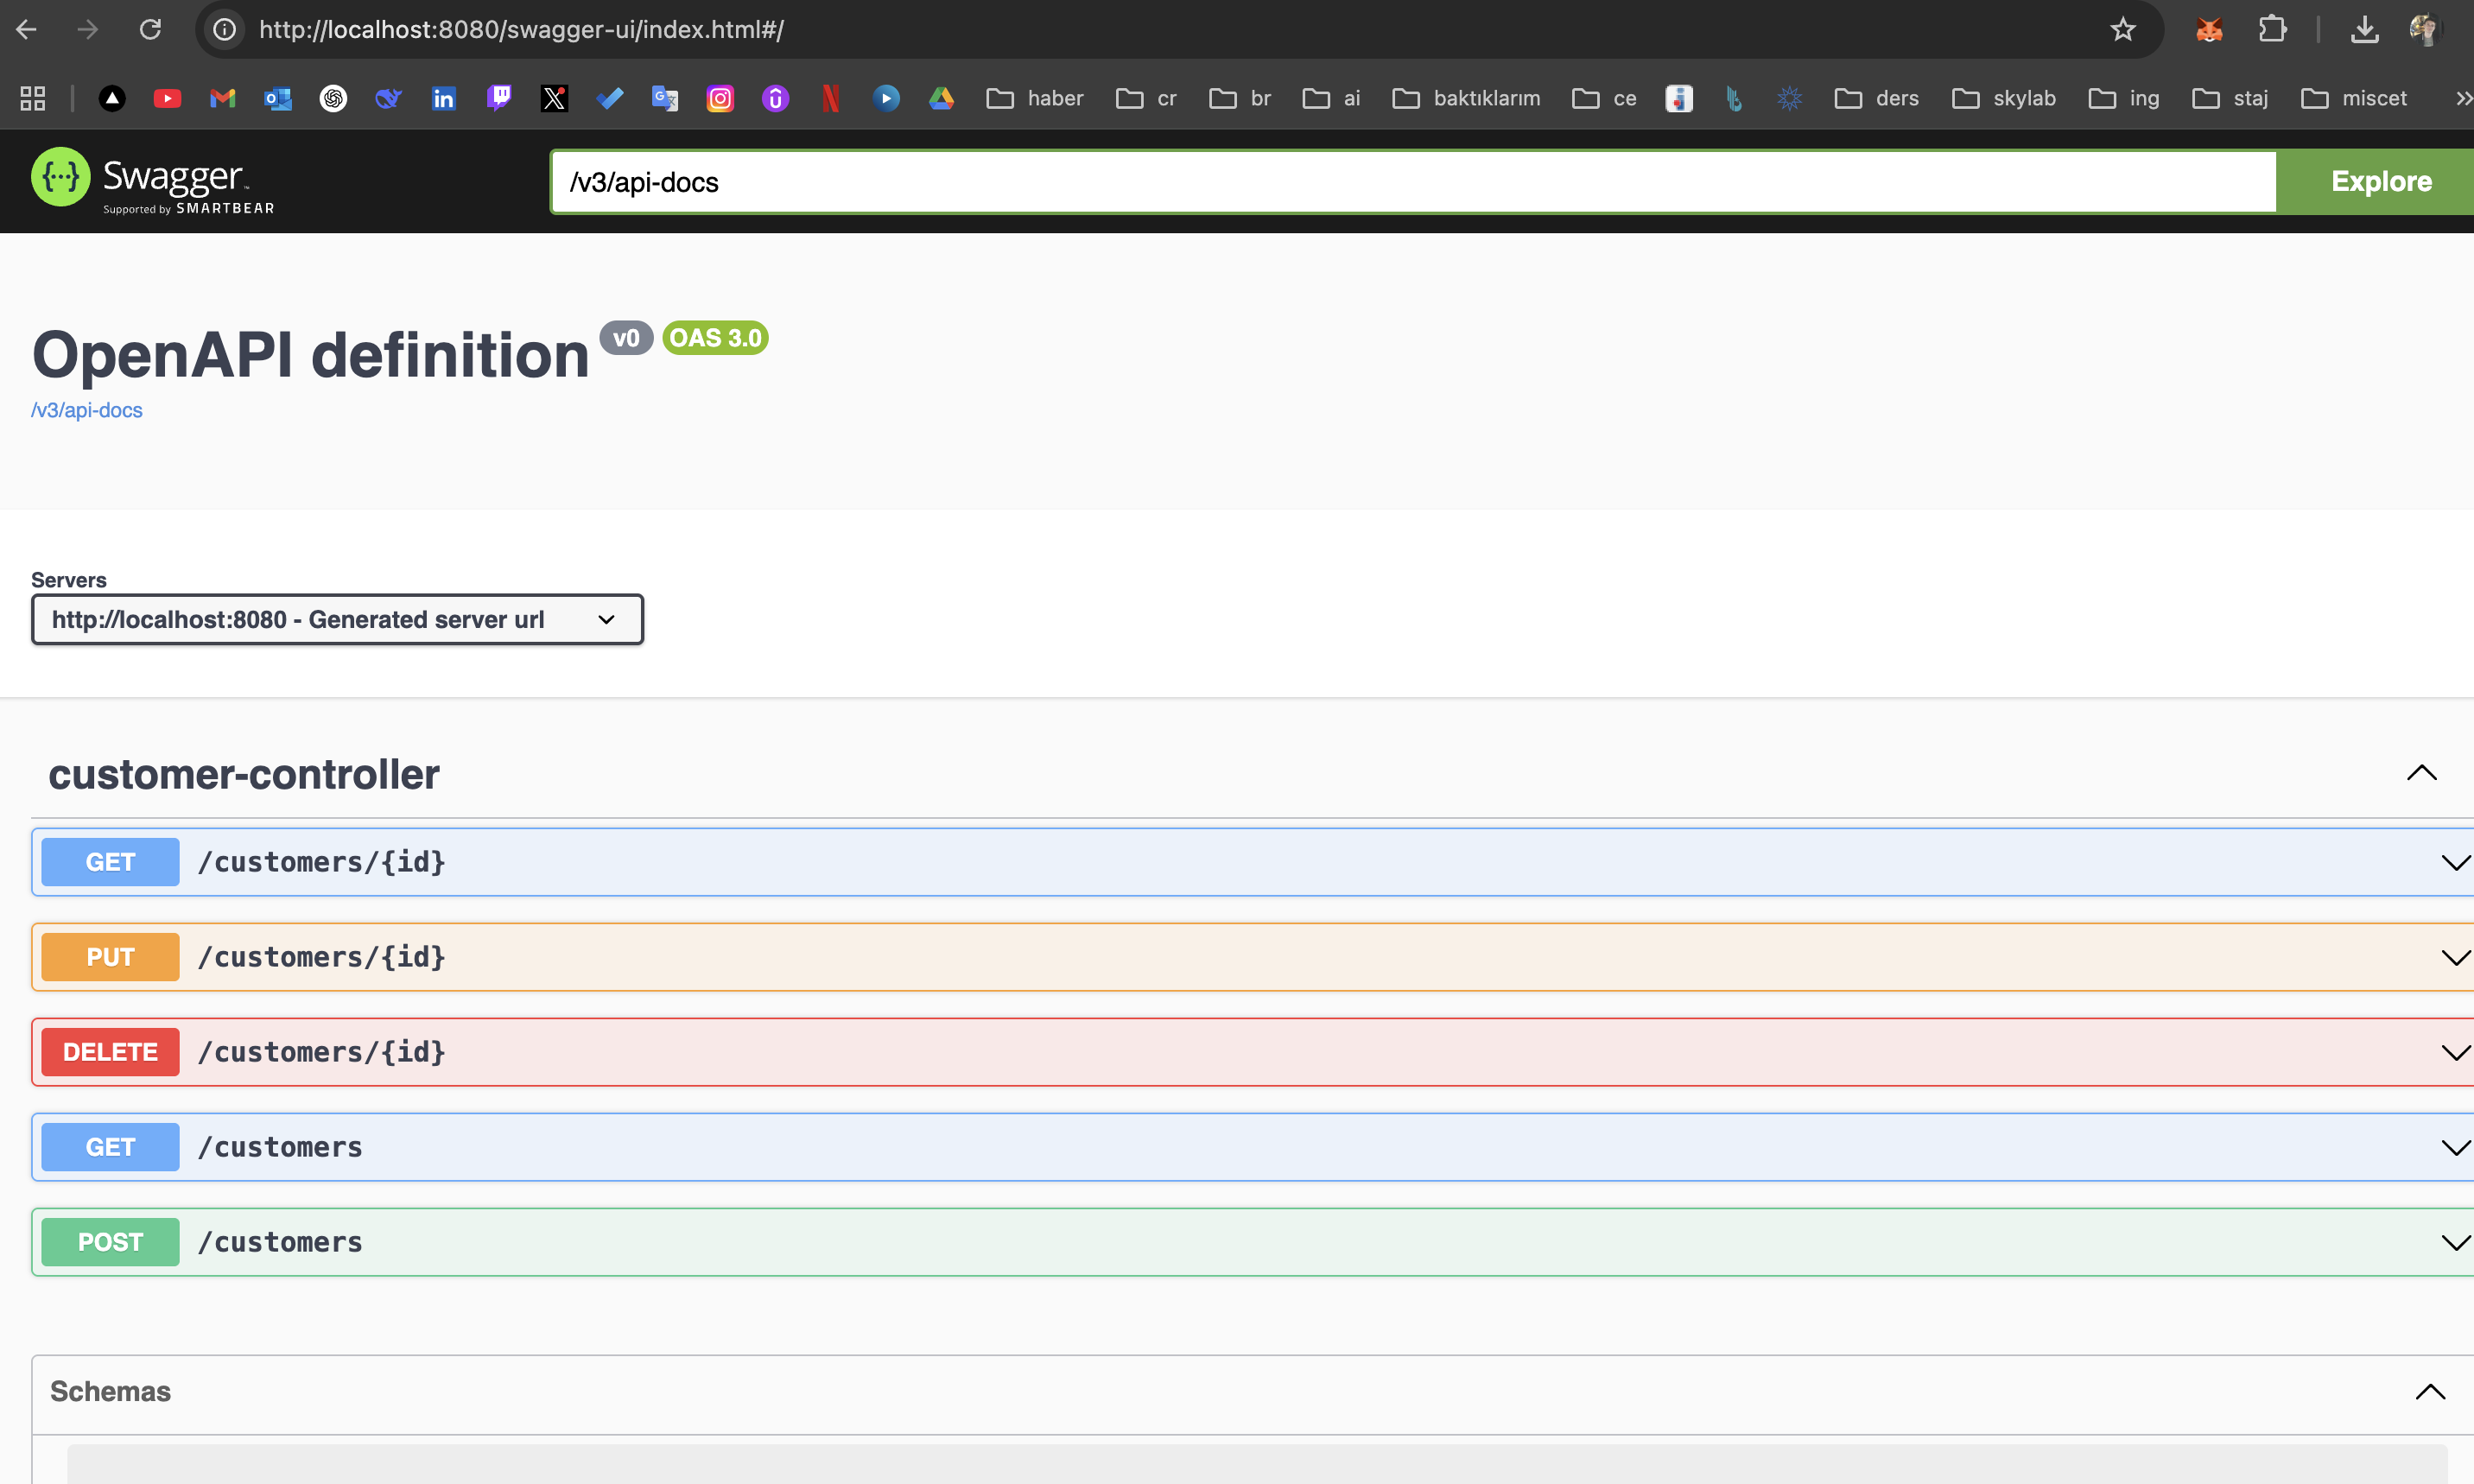 http://localhost:8080/swagger-ui/index.html#/
haber cr br ai baktıklarım ce ders skylab ing staj miscet
Swagger
Supported by SMARTBEAR
/v3/api-docs
Explore
OpenAPI definition v0 OAS 3.0
/v3/api-docs
Servers
http://localhost:8080 - Generated server url
customer-controller
GET /customers/{id}
PUT /customers/{id}
DELETE /customers/{id}
GET /customers
POST /customers
Schemas